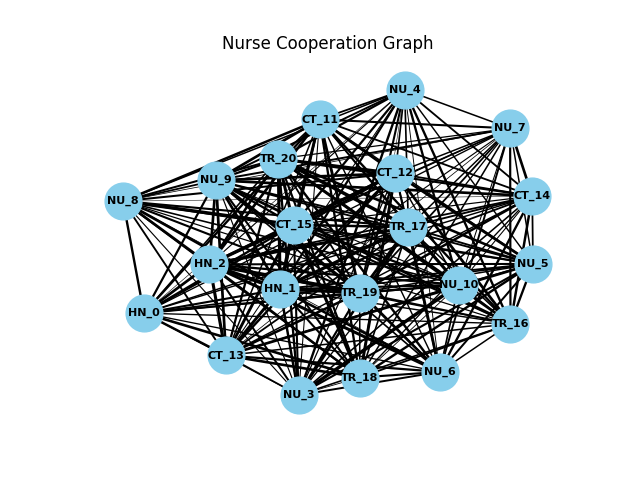 Nurse Cooperation Graph
NU_4
CT_11
NU_7
TR_20
CT_12
NU_9
CT_14
NU_8
CT_15
TR_17
HN_2
NU_5
HN_1
TR_19
NU_10
HN_0
TR_16
CT_13
NU_6
TR_18
NU_3